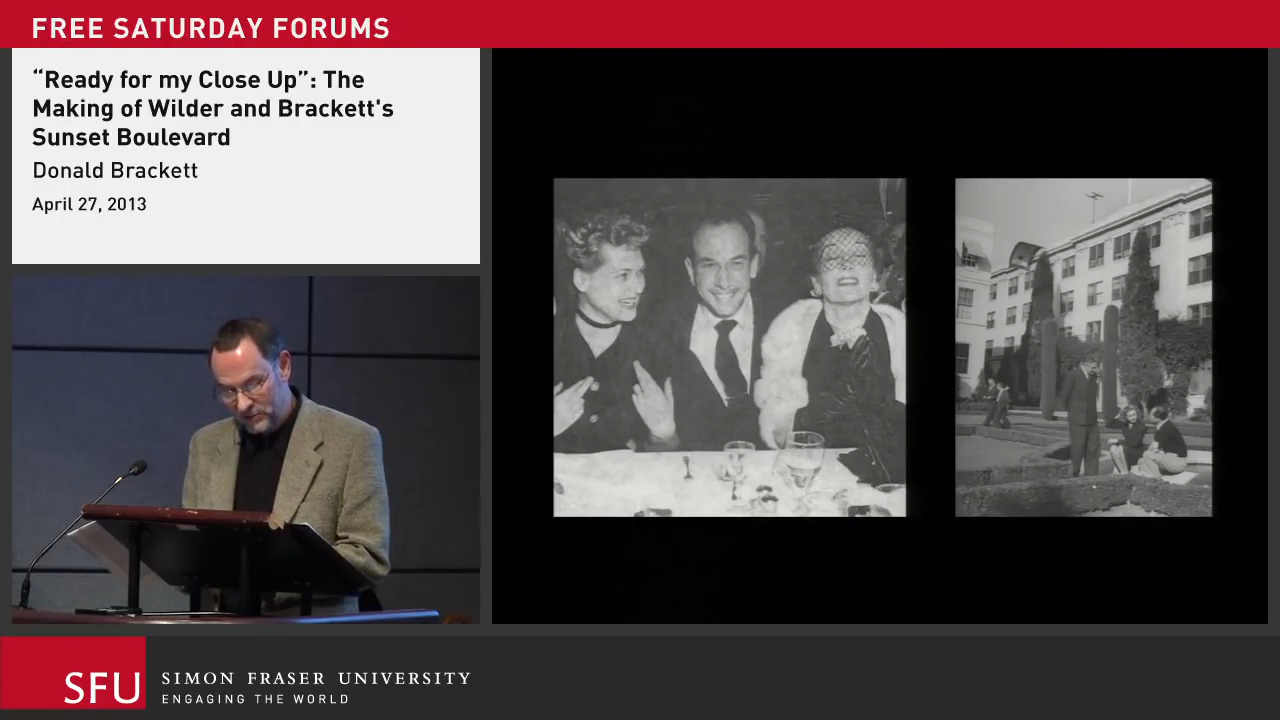 FREE SATURDAY FORUMS
“Ready for my Close Up”: The
Making of Wilder and Brackett's
Sunset Boulevard
Donald Brackett
April 27, 2013
SFU
SIMON FRASER UNIVERSITY
ENGAGING THE WORLD